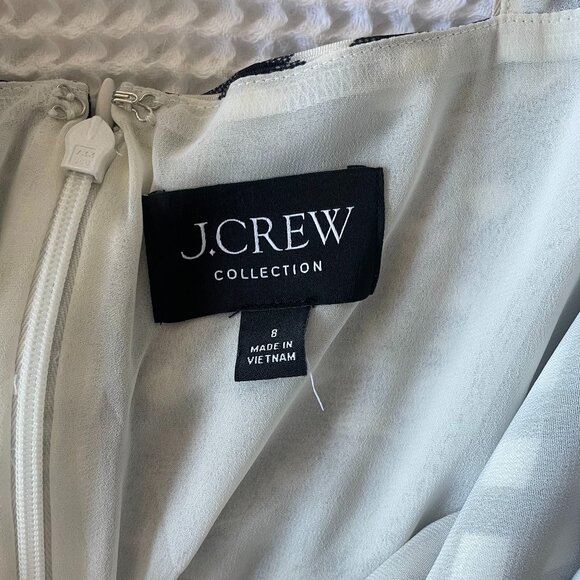 J.CREW
COLLECTION
8
MADE IN
VIETNAM